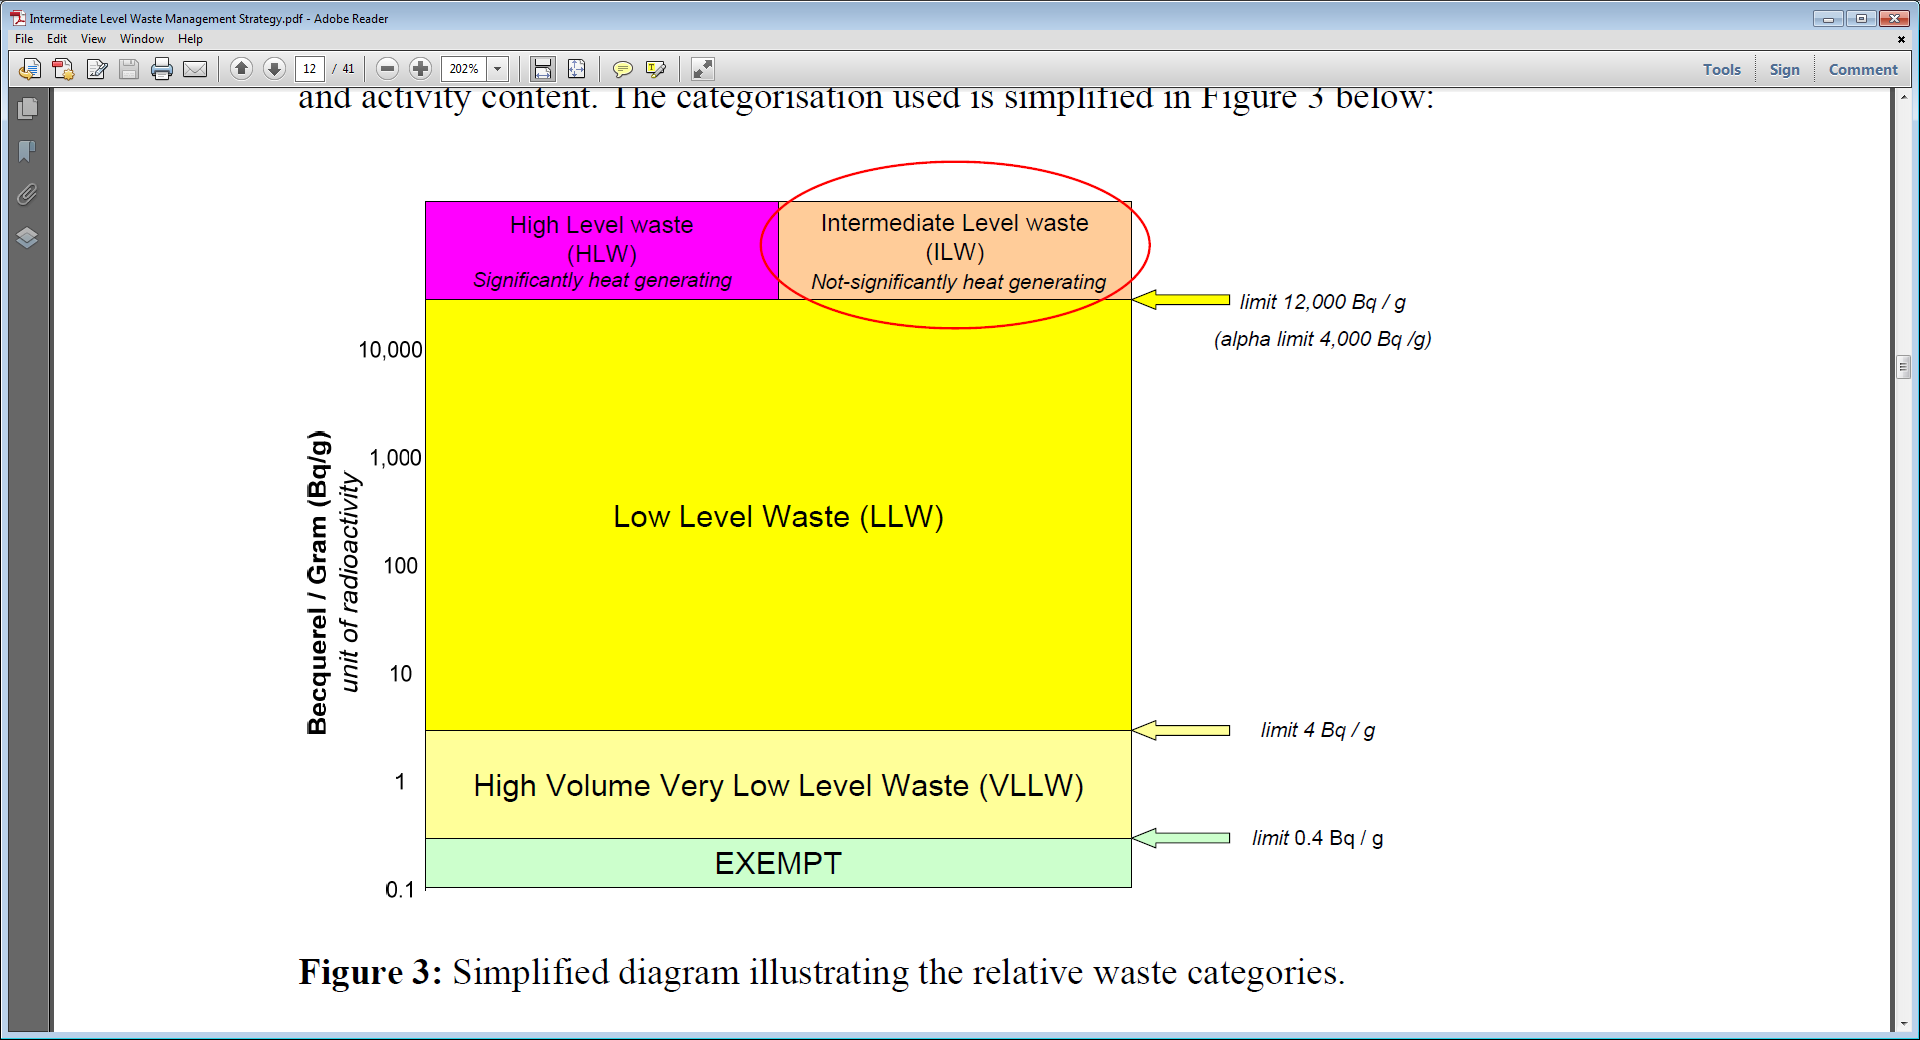 Intermediate Level Waste Management Strategy.pdf - Adobe Reader
File Edit View Window Help
12 / 41 202% Tools Sign Comment
and activity content. The categorisation used is simplified in Figure 3 below:
High Level waste
(HLW)
Significantly heat generating
Intermediate Level waste
(ILW)
Not-significantly heat generating
limit 12,000 Bq / g
(alpha limit 4,000 Bq /g)
10,000
1,000
100
10
1
0.1
Becquerel / Gram (Bq/g)
unit of radioactivity
Low Level Waste (LLW)
limit 4 Bq / g
High Volume Very Low Level Waste (VLLW)
limit 0.4 Bq / g
EXEMPT
Figure 3: Simplified diagram illustrating the relative waste categories.